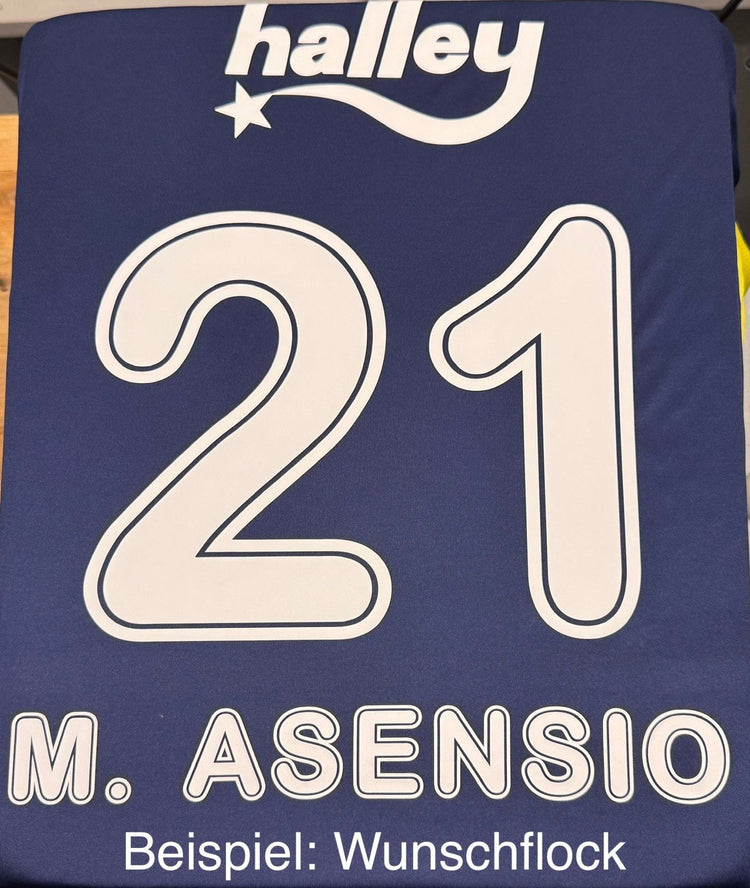 halley
21
M. ASENSIO
Beispiel: Wunschflock